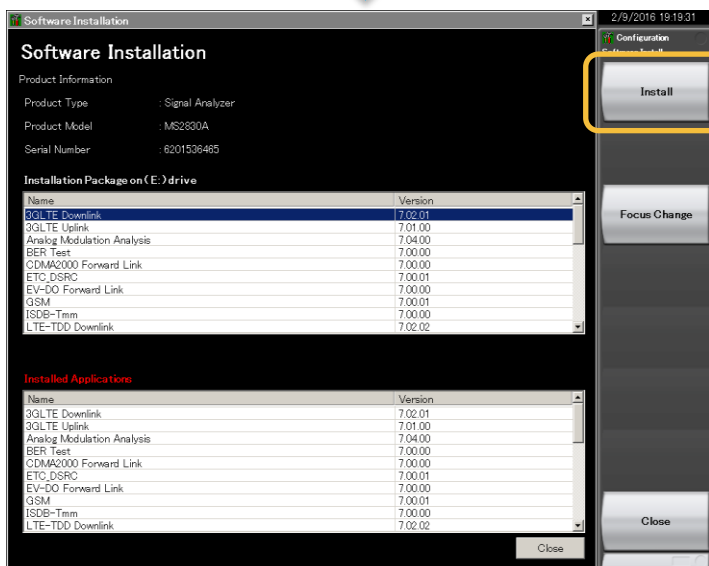 Software Installation
2/9/2016 19:19:31
Configuration
Software Install
Software Installation
Product Information
Product Type : Signal Analyzer
Product Model : MS2830A
Serial Number : 6201536465
Installation Package on (E:)drive
Name Version
3GLTE Downlink 7.02.01
3GLTE Uplink 7.01.00
Analog Modulation Analysis 7.04.00
BER Test 7.00.00
CDMA2000 Forward Link 7.00.00
ETC_DSRC 7.00.01
EV-DO Forward Link 7.00.00
GSM 7.00.01
ISDB-Tmm 7.00.00
LTE-TDD Downlink 7.02.02
Installed Applications
Name Version
3GLTE Downlink 7.02.01
3GLTE Uplink 7.01.00
Analog Modulation Analysis 7.04.00
BER Test 7.00.00
CDMA2000 Forward Link 7.00.00
ETC_DSRC 7.00.01
EV-DO Forward Link 7.00.00
GSM 7.00.01
ISDB-Tmm 7.00.00
LTE-TDD Downlink 7.02.02
Close
Install
Focus Change
Close